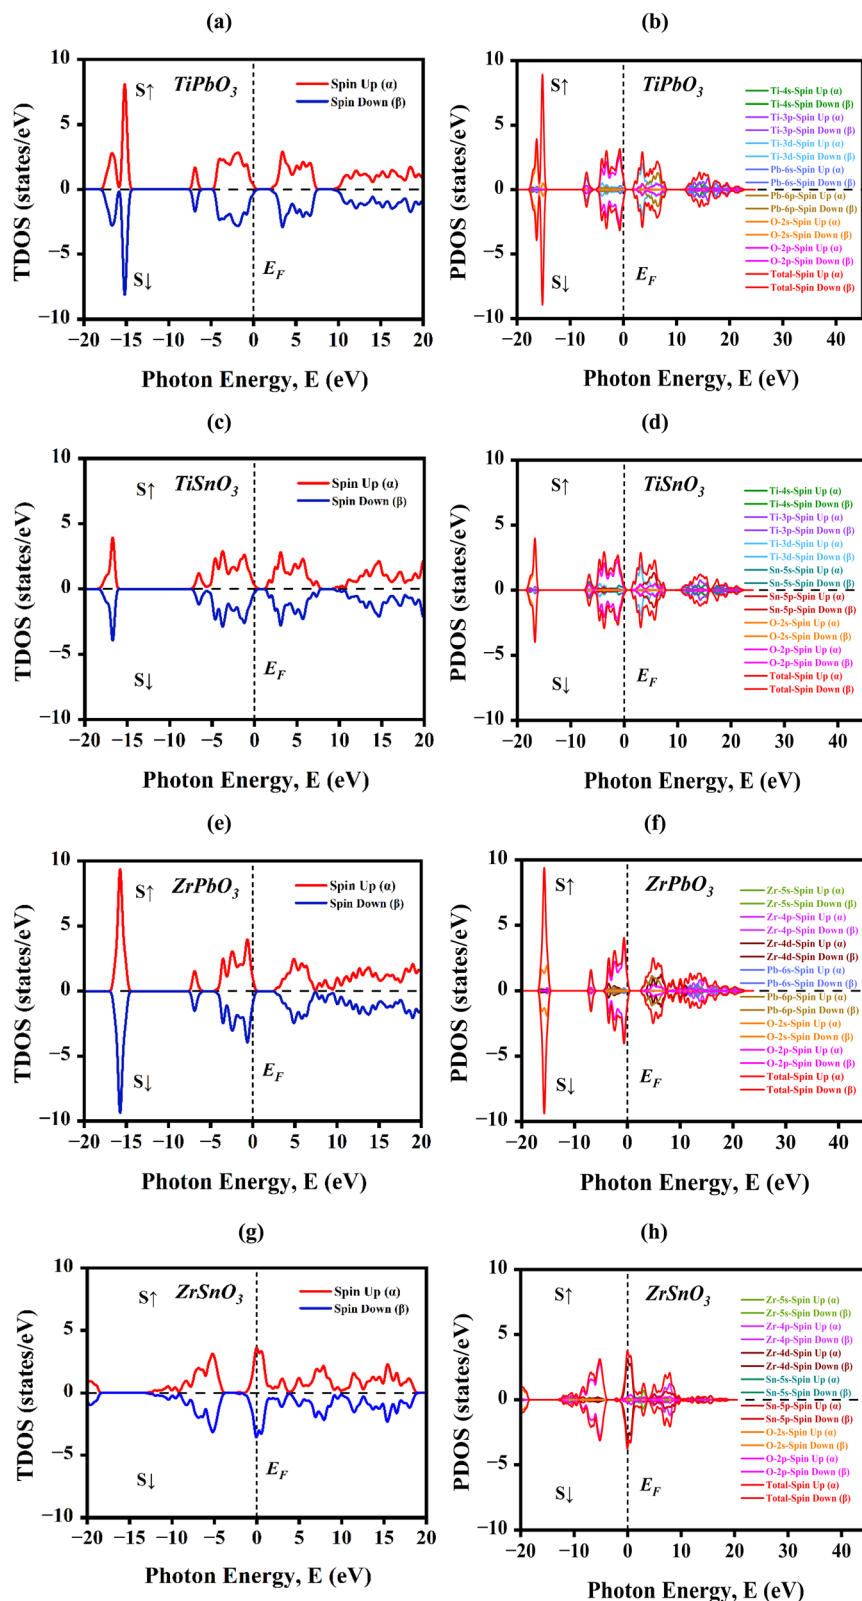 (a)
10
5
0
−5
−10
TDOS (states/eV)
S↑
TiPbO3
Spin Up (α)
Spin Down (β)
S↓
EF
−20 −15 −10 −5 0 5 10 15 20
Photon Energy, E (eV)
(b)
10
5
0
−5
−10
PDOS (states/eV)
S↑
TiPbO3
Ti-4s-Spin Up (α)
Ti-4s-Spin Down (β)
Ti-3p-Spin Up (α)
Ti-3p-Spin Down (β)
Ti-3d-Spin Up (α)
Ti-3d-Spin Down (β)
Pb-6s-Spin Up (α)
Pb-6s-Spin Down (β)
Pb-6p-Spin Up (α)
Pb-6p-Spin Down (β)
O-2s-Spin Up (α)
O-2s-Spin Down (β)
O-2p-Spin Up (α)
O-2p-Spin Down (β)
Total-Spin Up (α)
Total-Spin Down (β)
S↓
EF
−20 −10 0 10 20 30 40
Photon Energy, E (eV)
(c)
10
5
0
−5
−10
TDOS (states/eV)
S↑
TiSnO3
Spin Up (α)
Spin Down (β)
S↓
EF
−20 −15 −10 −5 0 5 10 15 20
Photon Energy, E (eV)
(d)
10
5
0
−5
−10
PDOS (states/eV)
S↑
TiSnO3
Ti-4s-Spin Up (α)
Ti-4s-Spin Down (β)
Ti-3p-Spin Up (α)
Ti-3p-Spin Down (β)
Ti-3d-Spin Up (α)
Ti-3d-Spin Down (β)
Sn-5s-Spin Up (α)
Sn-5s-Spin Down (β)
Sn-5p-Spin Up (α)
Sn-5p-Spin Down (β)
O-2s-Spin Up (α)
O-2s-Spin Down (β)
O-2p-Spin Up (α)
O-2p-Spin Down (β)
Total-Spin Up (α)
Total-Spin Down (β)
S↓
EF
−20 −10 0 10 20 30 40
Photon Energy, E (eV)
(e)
10
5
0
−5
−10
TDOS (states/eV)
S↑
ZrPbO3
Spin Up (α)
Spin Down (β)
S↓
EF
−20 −15 −10 −5 0 5 10 15 20
Photon Energy, E (eV)
(f)
10
5
0
−5
−10
PDOS (states/eV)
S↑
ZrPbO3
Zr-5s-Spin Up (α)
Zr-5s-Spin Down (β)
Zr-4p-Spin Up (α)
Zr-4p-Spin Down (β)
Zr-4d-Spin Up (α)
Zr-4d-Spin Down (β)
Pb-6s-Spin Up (α)
Pb-6s-Spin Down (β)
Pb-6p-Spin Up (α)
Pb-6p-Spin Down (β)
O-2s-Spin Up (α)
O-2s-Spin Down (β)
O-2p-Spin Up (α)
O-2p-Spin Down (β)
Total-Spin Up (α)
Total-Spin Down (β)
S↓
EF
−20 −10 0 10 20 30 40
Photon Energy, E (eV)
(g)
10
5
0
−5
−10
TDOS (states/eV)
S↑
ZrSnO3
Spin Up (α)
Spin Down (β)
S↓
EF
−20 −15 −10 −5 0 5 10 15 20
Photon Energy, E (eV)
(h)
10
5
0
−5
−10
PDOS (states/eV)
S↑
ZrSnO3
Zr-5s-Spin Up (α)
Zr-5s-Spin Down (β)
Zr-4p-Spin Up (α)
Zr-4p-Spin Down (β)
Zr-4d-Spin Up (α)
Zr-4d-Spin Down (β)
Sn-5s-Spin Up (α)
Sn-5s-Spin Down (β)
Sn-5p-Spin Up (α)
Sn-5p-Spin Down (β)
O-2s-Spin Up (α)
O-2s-Spin Down (β)
O-2p-Spin Up (α)
O-2p-Spin Down (β)
Total-Spin Up (α)
Total-Spin Down (β)
S↓
EF
−20 −10 0 10 20 30 40
Photon Energy, E (eV)